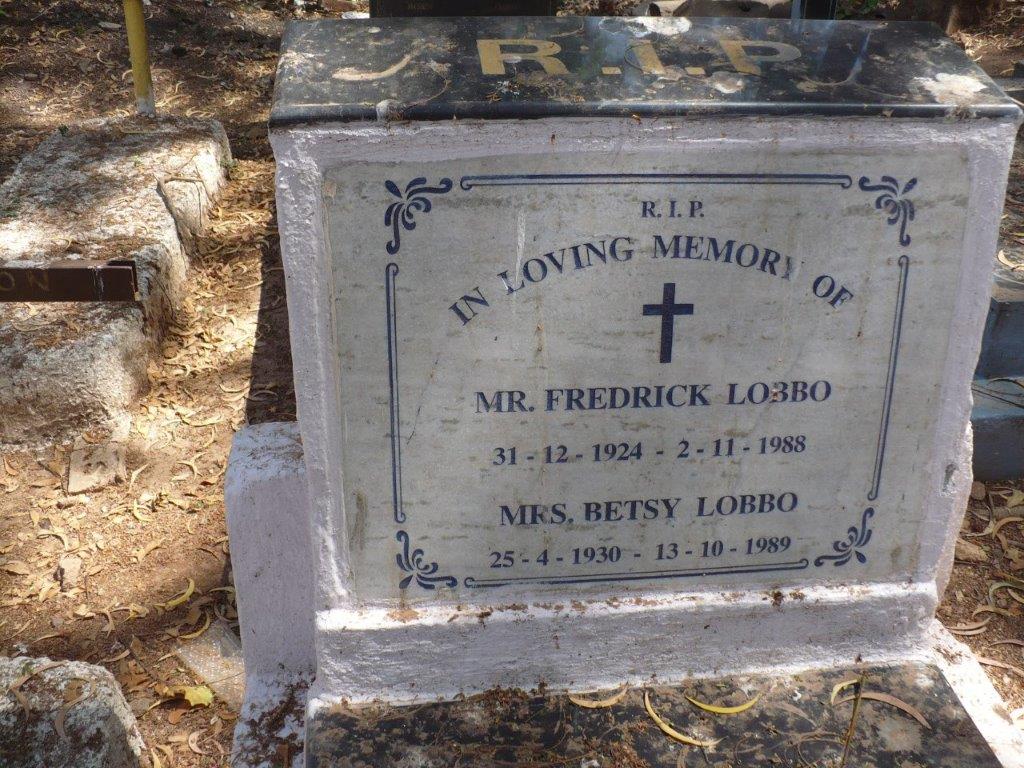 R.I.P
R. I. P.
IN LOVING MEMORY OF
MR. FREDRICK LOBBO
31 - 12 - 1924 - 2 - 11 - 1988
MRS. BETSY LOBBO
25 - 4 - 1930 - 13 - 10 - 1989
ON